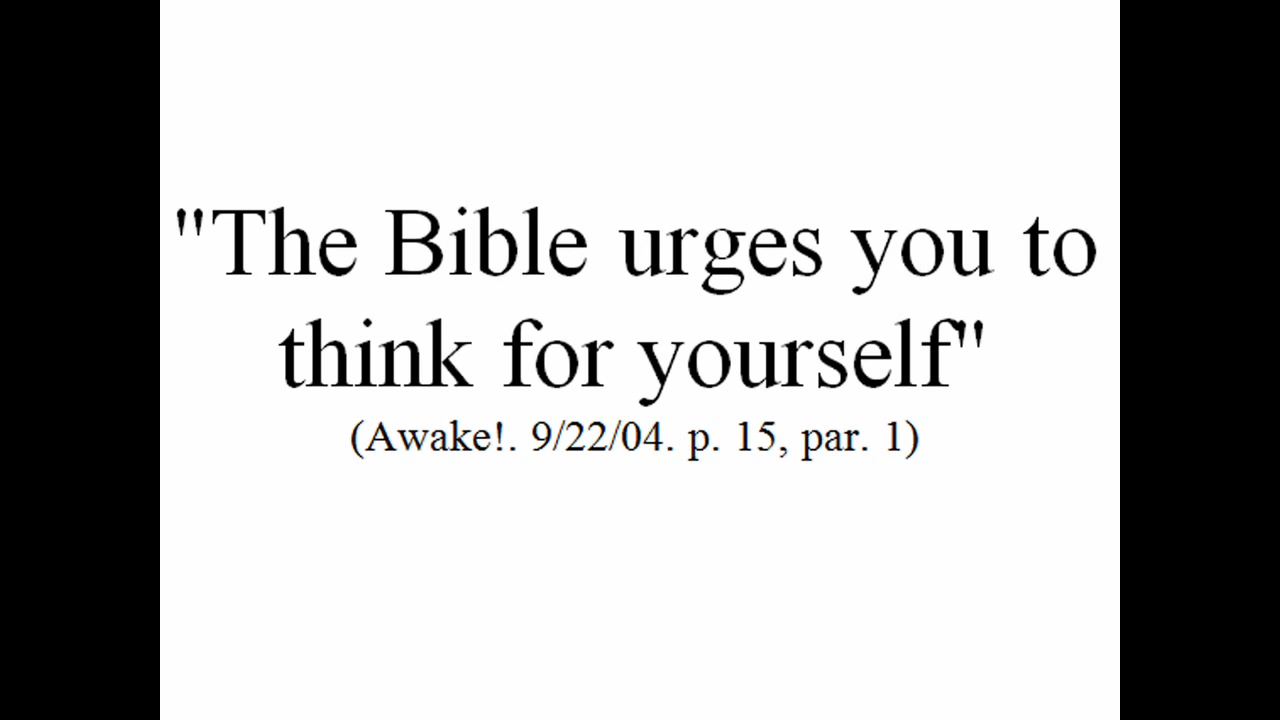 "The Bible urges you to
think for yourself"
(Awake!. 9/22/04. p. 15, par. 1)